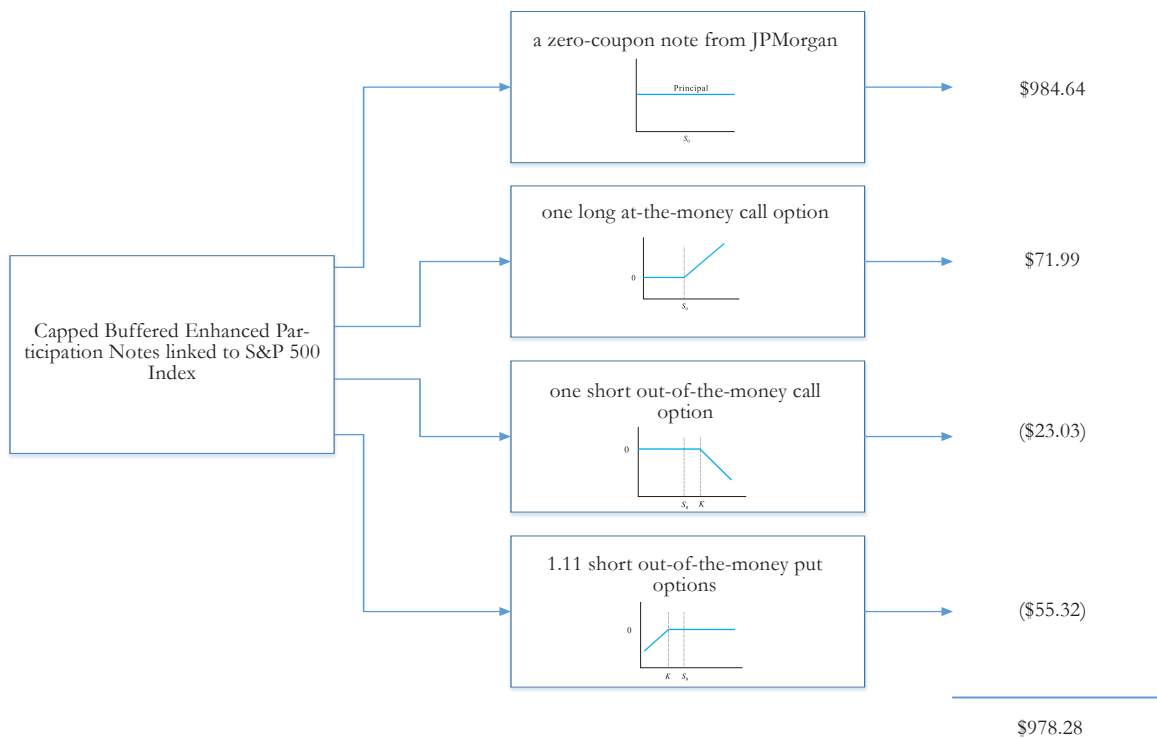 a zero-coupon note from JPMorgan
Principal
S₀
$984.64
one long at-the-money call option
0
S₀
$71.99
Capped Buffered Enhanced Par-
ticipation Notes linked to S&P 500
Index
one short out-of-the-money call
option
0
S₀ K
($23.03)
1.11 short out-of-the-money put
options
0
K S₀
($55.32)
$978.28